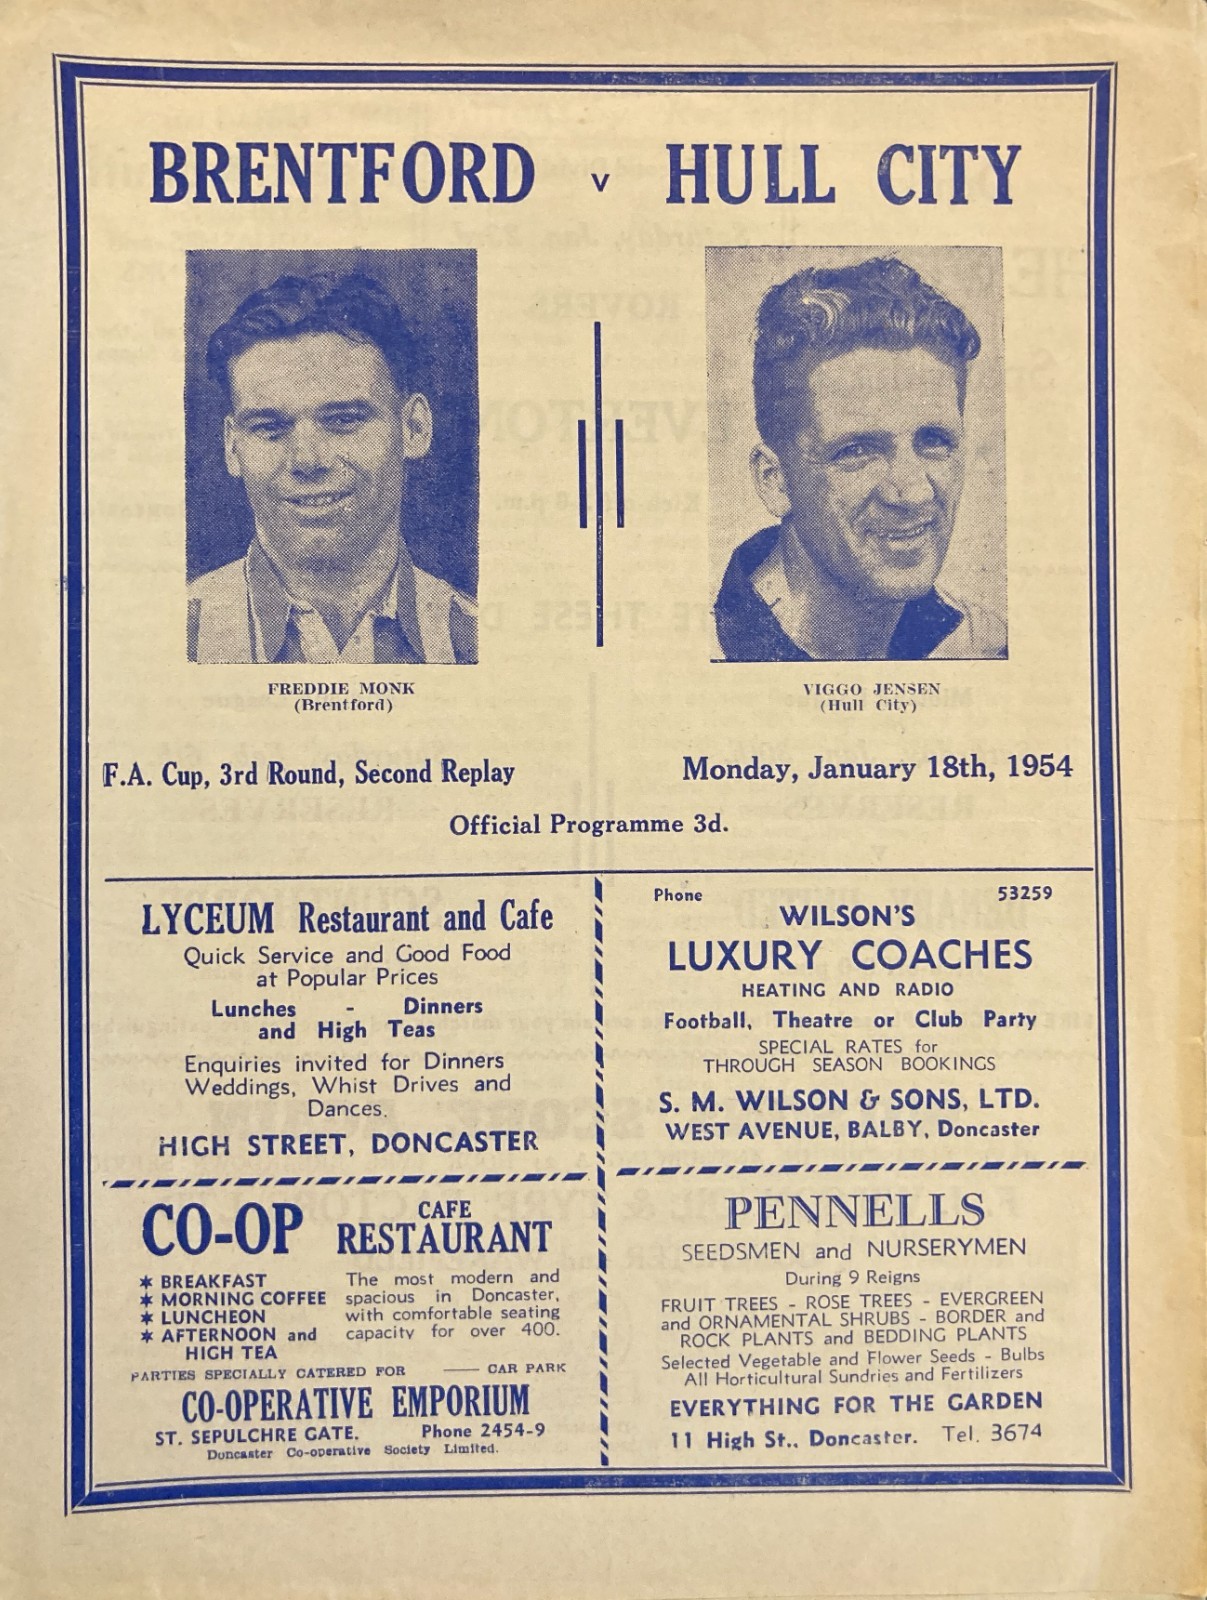 BRENTFORD v HULL CITY
FREDDIE MONK
(Brentford)
VIGGO JENSEN
(Hull City)
F.A. Cup, 3rd Round, Second Replay
Monday, January 18th, 1954
Official Programme 3d.
LYCEUM Restaurant and Cafe
Quick Service and Good Food
at Popular Prices
Lunches - Dinners
and High Teas
Enquiries invited for Dinners
Weddings, Whist Drives and
Dances.
HIGH STREET, DONCASTER
Phone 53259
WILSON'S
LUXURY COACHES
HEATING AND RADIO
Football, Theatre or Club Party
SPECIAL RATES for
THROUGH SEASON BOOKINGS
S. M. WILSON & SONS, LTD.
WEST AVENUE, BALBY, Doncaster
CO-OP CAFE
RESTAURANT
* BREAKFAST
* MORNING COFFEE
* LUNCHEON
* AFTERNOON and
HIGH TEA
The most modern and
spacious in Doncaster,
with comfortable seating
capacity for over 400.
PARTIES SPECIALLY CATERED FOR —— CAR PARK
CO-OPERATIVE EMPORIUM
ST. SEPULCHRE GATE. Phone 2454-9
Doncaster Co-operative Society Limited.
PENNELLS
SEEDSMEN and NURSERYMEN
During 9 Reigns
FRUIT TREES - ROSE TREES - EVERGREEN
and ORNAMENTAL SHRUBS - BORDER and
ROCK PLANTS and BEDDING PLANTS
Selected Vegetable and Flower Seeds - Bulbs
All Horticultural Sundries and Fertilizers
EVERYTHING FOR THE GARDEN
11 High St., Doncaster. Tel. 3674